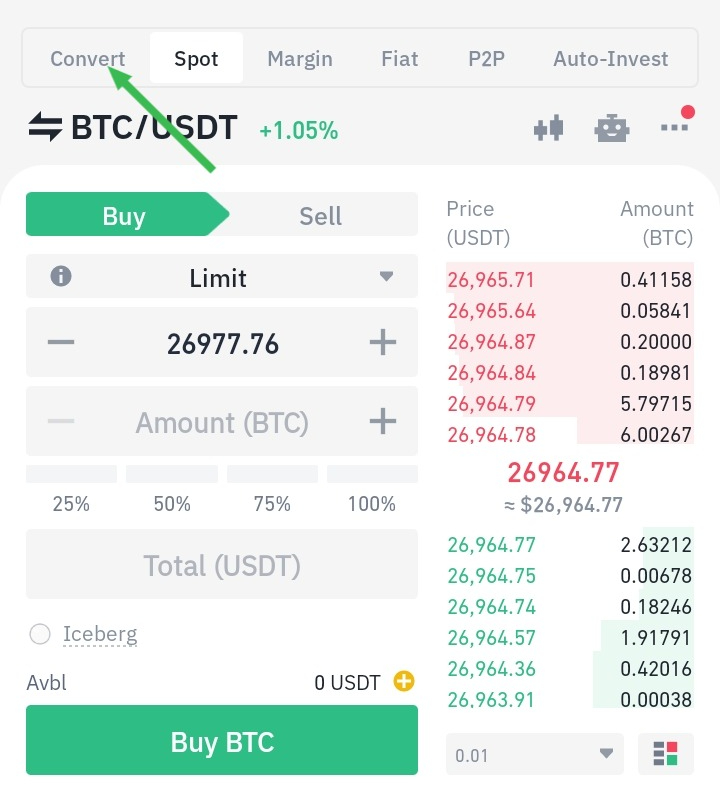 Convert Spot Margin Fiat P2P Auto-Invest
BTC/USDT +1.05%
Buy Sell
Limit
26977.76
Amount (BTC)
25% 50% 75% 100%
Total (USDT)
Iceberg
Avbl 0 USDT
Buy BTC
Price Amount
(USDT) (BTC)
26,965.71 0.41158
26,965.64 0.05841
26,964.87 0.20000
26,964.84 0.18981
26,964.79 5.79715
26,964.78 6.00267
26964.77
≈ $26,964.77
26,964.77 2.63212
26,964.75 0.00678
26,964.74 0.18246
26,964.57 1.91791
26,964.36 0.42016
26,963.91 0.00038
0.01